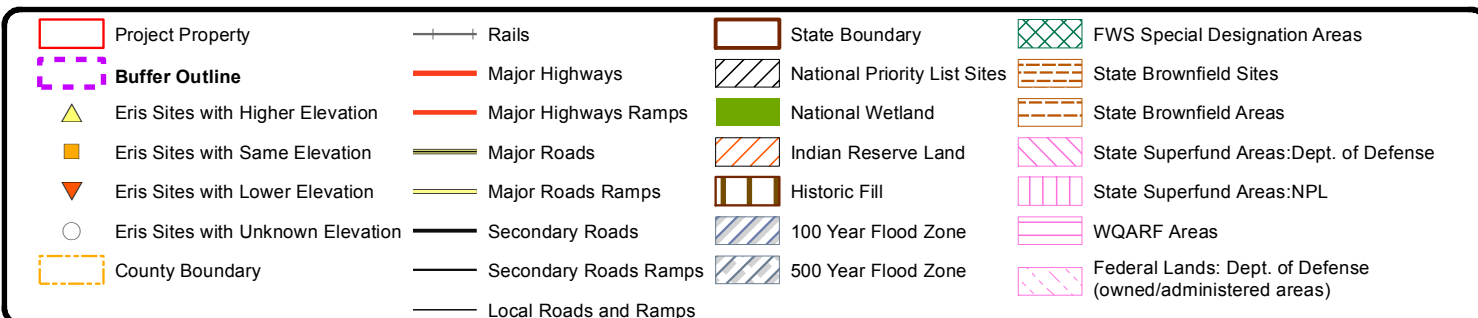 Project Property
Buffer Outline
Eris Sites with Higher Elevation
Eris Sites with Same Elevation
Eris Sites with Lower Elevation
Eris Sites with Unknown Elevation
County Boundary
Rails
Major Highways
Major Highways Ramps
Major Roads
Major Roads Ramps
Secondary Roads
Secondary Roads Ramps
Local Roads and Ramps
State Boundary
National Priority List Sites
National Wetland
Indian Reserve Land
Historic Fill
100 Year Flood Zone
500 Year Flood Zone
FWS Special Designation Areas
State Brownfield Sites
State Brownfield Areas
State Superfund Areas:Dept. of Defense
State Superfund Areas:NPL
WQARF Areas
Federal Lands: Dept. of Defense
(owned/administered areas)